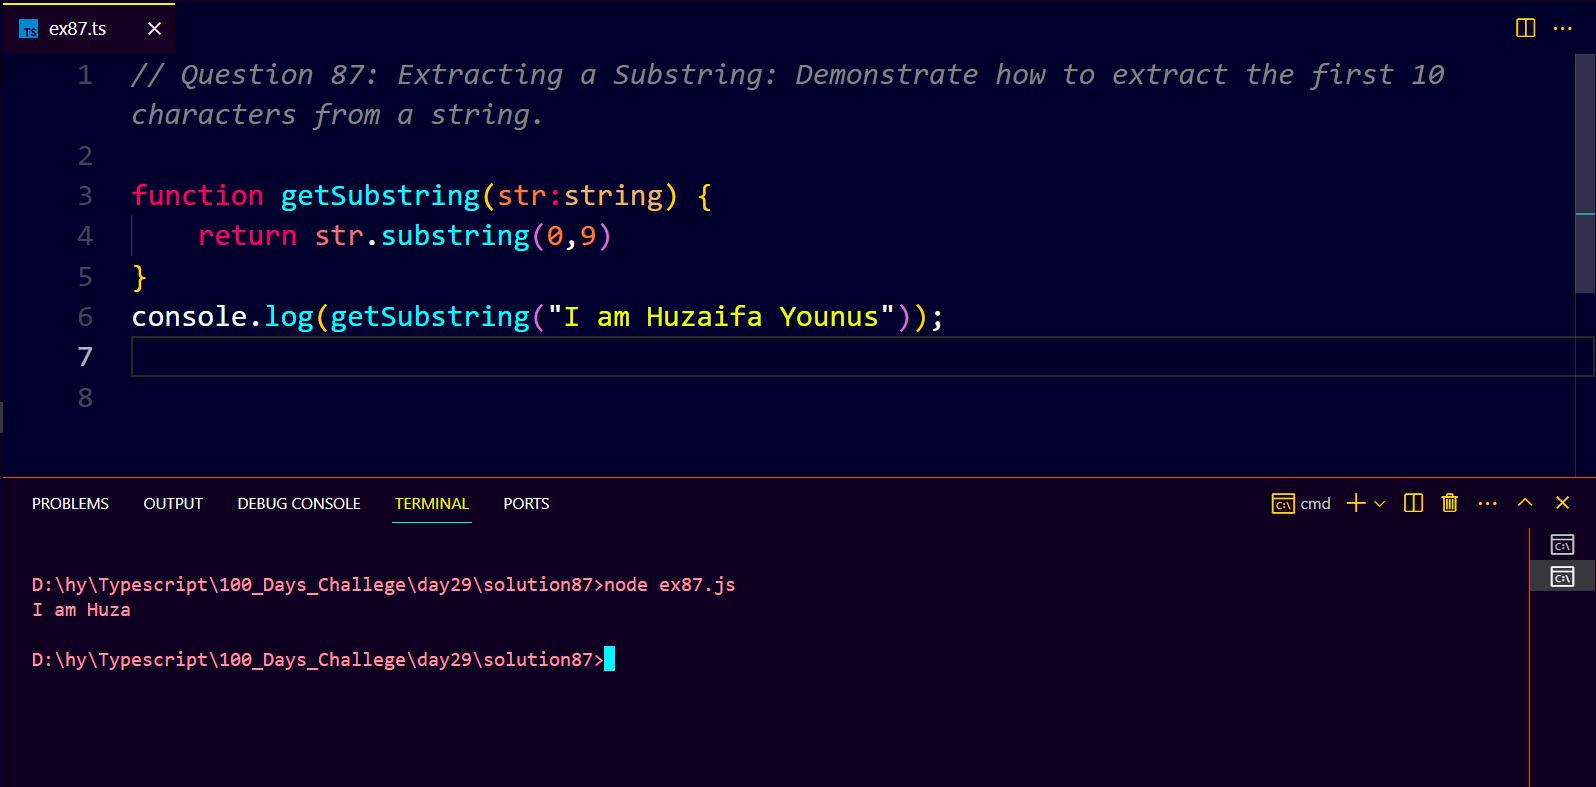 TS ex87.ts
1 // Question 87: Extracting a Substring: Demonstrate how to extract the first 10
characters from a string.
2
3 function getSubstring(str:string) {
4 return str.substring(0,9)
5 }
6 console.log(getSubstring("I am Huzaifa Younus"));
7
8
PROBLEMS OUTPUT DEBUG CONSOLE TERMINAL PORTS cmd
D:\hy\Typescript\100_Days_Challege\day29\solution87>node ex87.js
I am Huza
D:\hy\Typescript\100_Days_Challege\day29\solution87>